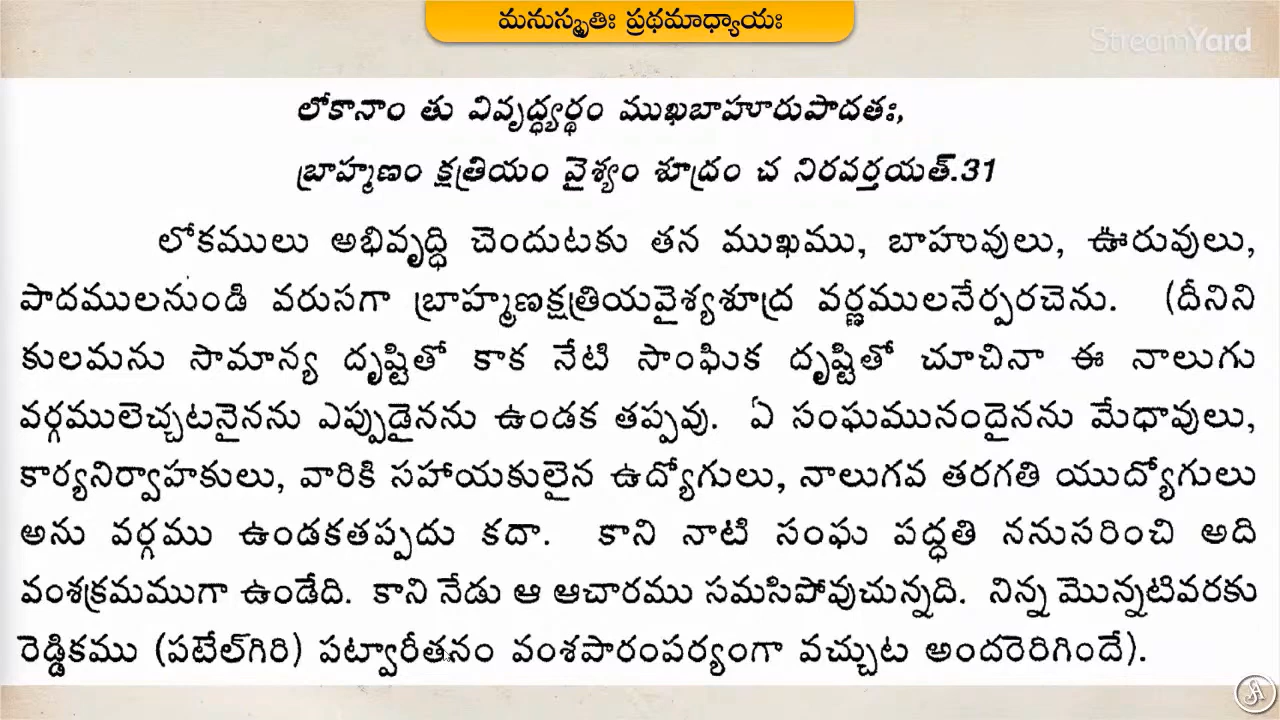 మనుస్మృతిః ప్రథమాధ్యాయః
StreamYard
లోకానాం తు వివృద్ధ్యర్థం ముఖబాహూరుపాదతః,
బ్రాహ్మణం క్షత్రియం వైశ్యం శూద్రం చ నిరవర్తయత్.31
లోకములు అభివృద్ధి చెందుటకు తన ముఖము, బాహువులు, ఊరువులు,
పాదములనుండి వరుసగా బ్రాహ్మణక్షత్రియవైశ్యశూద్ర వర్ణములనేర్పరచెను. (దీనిని
కులమను సామాన్య దృష్టితో కాక నేటి సాంఘిక దృష్టితో చూచినా ఈ నాలుగు
వర్గములెచ్చటనైనను ఎప్పుడైనను ఉండక తప్పవు. ఏ సంఘమునందైనను మేధావులు,
కార్యనిర్వాహకులు, వారికి సహాయకులైన ఉద్యోగులు, నాలుగవ తరగతి యుద్యోగులు
అను వర్గము ఉండకతప్పదు కదా. కాని నాటి సంఘ పద్ధతి ననుసరించి అది
వంశక్రమముగా ఉండేది. కాని నేడు ఆ ఆచారము సమసిపోవుచున్నది. నిన్న మొన్నటివరకు
రెడ్డికము (పటేల్‌గిరి) పట్వారీతనం వంశపారంపర్యంగా వచ్చుట అందరెరిగిందే).